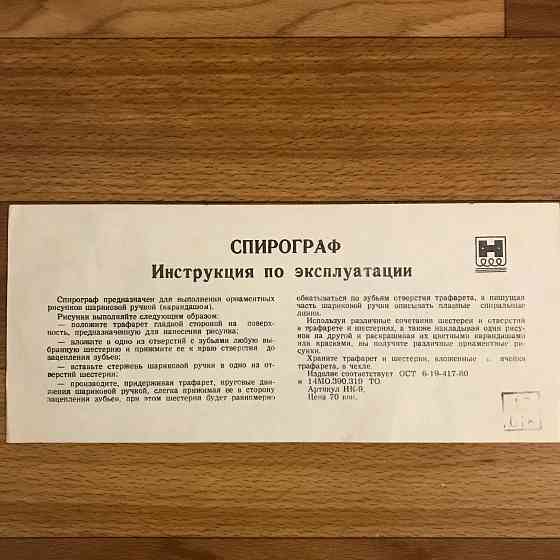 СПИРОГРАФ
Инструкция по эксплуатации
Спирограф предназначен для выполнения орнаментных
рисунков шариковой ручкой (карандашом).
Рисунки выполняйте следующим образом:
— положите трафарет гладкой стороной на поверх-
ность, предназначенную для нанесения рисунка;
— вложите в одно из отверстий с зубьями любую вы-
бранную шестерню и прижмите ее к краю отверстия до
зацепления зубьев;
— вставьте стержень шариковой ручки в одно из от-
верстий шестерни;
— производите, придерживая трафарет, круговые дви-
жения шариковой ручкой, слегка прижимая ее в сторону
зацепления зубьев, при этом шестерня будет равномерно
обкатываться по зубьям отверстия трафарета, а пишущая
часть шариковой ручки описывать плавные спиральные
линии.
Используя различные сочетания шестерен и отверстий
в трафарете и шестернях, а также накладывая один рису-
нок на другой и раскрашивая их цветными карандашами
или красками, вы получите различные орнаментные ри-
сунки.
Храните трафарет и шестерни, вложенные в ячейки
трафарета, в чехле.
Изделие соответствует ОСТ 6-19-417-80
и 14МО.390.319 ТО
Артикул ИК-9.
Цена 70 коп.